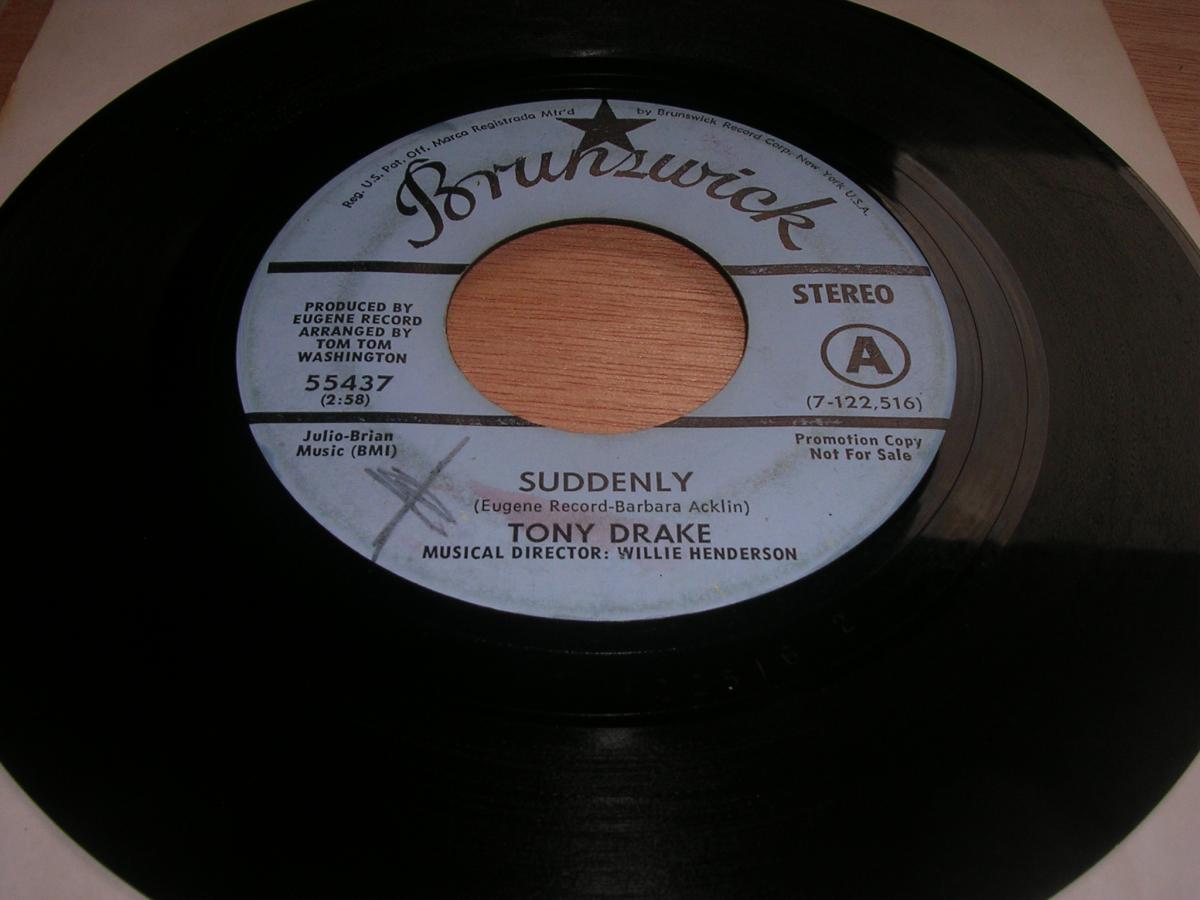 Reg. U.S. Pat. Off. Marca Registrada Mfr'd by Brunswick Record Corp. New York U.S.A.
Brunswick
PRODUCED BY
EUGENE RECORD
ARRANGED BY
TOM TOM
WASHINGTON
55437
(2:58)
STEREO
A
(7-122,516)
Julio-Brian
Music (BMI)
Promotion Copy
Not For Sale
SUDDENLY
(Eugene Record-Barbara Acklin)
TONY DRAKE
MUSICAL DIRECTOR: WILLIE HENDERSON